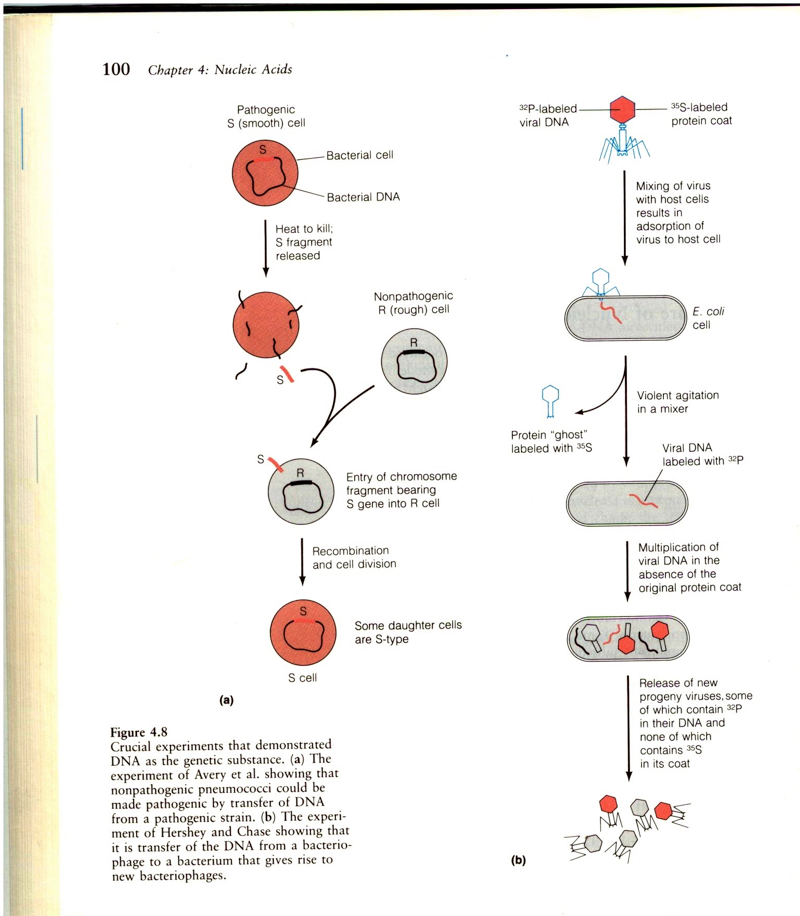 100 Chapter 4: Nucleic Acids
Pathogenic
S (smooth) cell
S
Bacterial cell
Bacterial DNA
Heat to kill;
S fragment
released
Nonpathogenic
R (rough) cell
R
S
S
R
Entry of chromosome
fragment bearing
S gene into R cell
Recombination
and cell division
S
Some daughter cells
are S-type
S cell
(a)
Figure 4.8
Crucial experiments that demonstrated
DNA as the genetic substance. (a) The
experiment of Avery et al. showing that
nonpathogenic pneumococci could be
made pathogenic by transfer of DNA
from a pathogenic strain. (b) The experi-
ment of Hershey and Chase showing that
it is transfer of the DNA from a bacterio-
phage to a bacterium that gives rise to
new bacteriophages.
³²P-labeled
viral DNA
³⁵S-labeled
protein coat
Mixing of virus
with host cells
results in
adsorption of
virus to host cell
E. coli
cell
Violent agitation
in a mixer
Protein “ghost”
labeled with ³⁵S
Viral DNA
labeled with ³²P
Multiplication of
viral DNA in the
absence of the
original protein coat
Release of new
progeny viruses, some
of which contain ³²P
in their DNA and
none of which
contains ³⁵S
in its coat
(b)